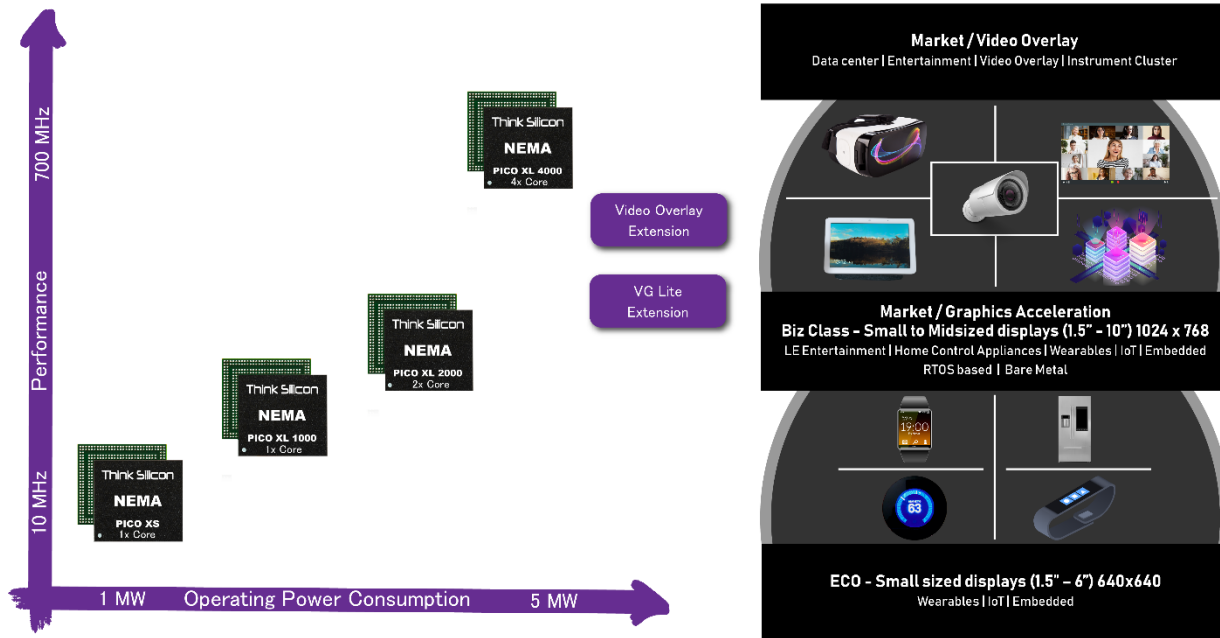 700 MHz
Performance
10 MHz
Think Silicon
NEMA
PICO XL 4000
4x Core
Think Silicon
NEMA
PICO XL 2000
2x Core
Think Silicon
NEMA
PICO XL 1000
1x Core
Think Silicon
NEMA
PICO XS
1x Core
1 MW
Operating Power Consumption
5 MW
Video Overlay
Extension
VG Lite
Extension
Market / Video Overlay
Data center | Entertainment | Video Overlay | Instrument Cluster
Market / Graphics Acceleration
Biz Class - Small to Midsized displays (1.5" - 10") 1024 x 768
LE Entertainment | Home Control Appliances | Wearables | IoT | Embedded
RTOS based | Bare Metal
19:00
63
ECO - Small sized displays (1.5" – 6") 640x640
Wearables | IoT | Embedded